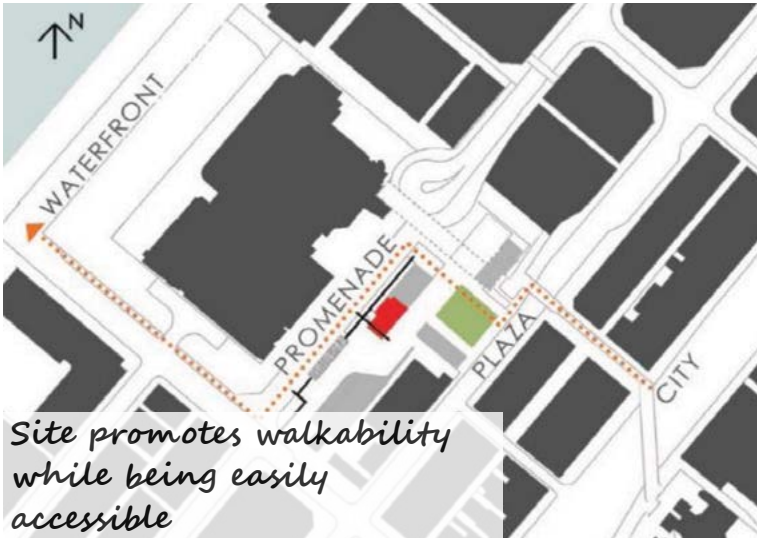 N
WATERFRONT
PROMENADE
PLAZA
CITY
Site promotes walkability
while being easily
accessible